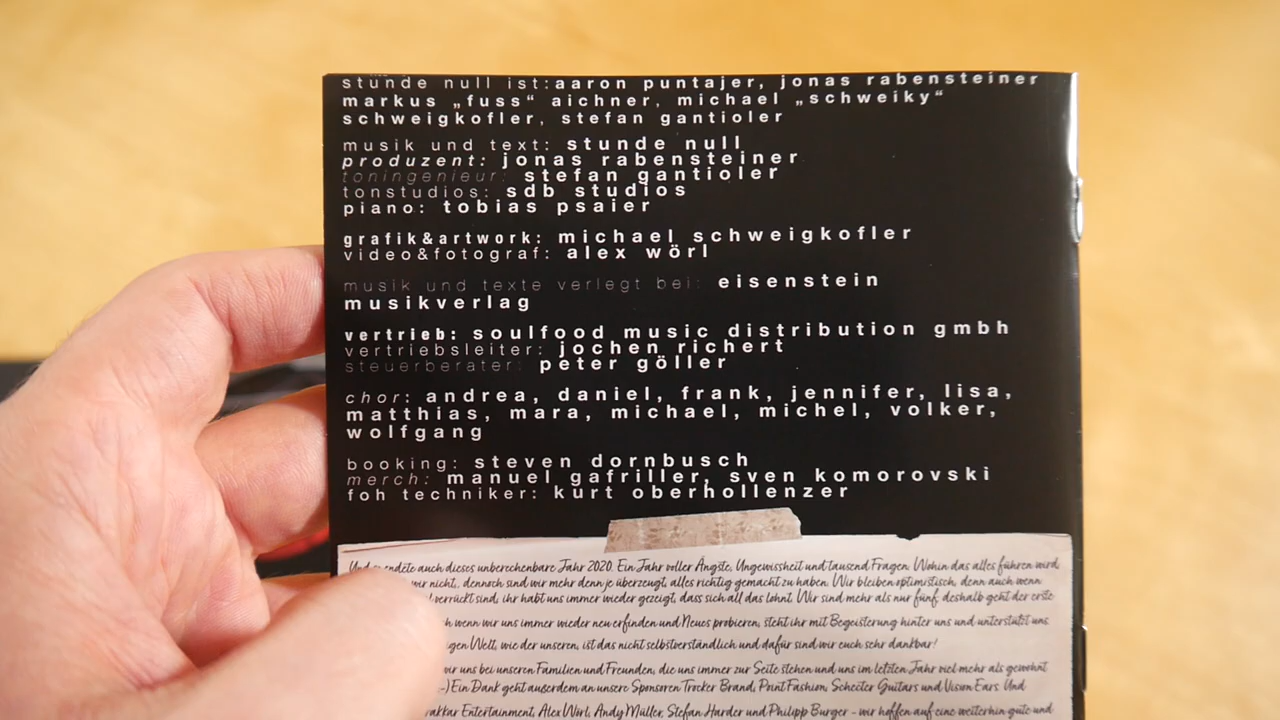 stunde null ist:aaron puntajer, jonas rabensteiner
markus „fuss“ aichner, michael „schweiky“
schweigkofler, stefan gantioler
musik und text: stunde null
produzent: jonas rabensteiner
toningenieur: stefan gantioler
tonstudios: sdb studios
piano: tobias psaier
grafik&artwork: michael schweigkofler
video&fotograf: alex wörl
musik und texte verlegt bei: eisenstein
musikverlag
vertrieb: soulfood music distribution gmbh
vertriebsleiter: jochen richert
steuerberater: peter göller
chor: andrea, daniel, frank, jennifer, lisa,
matthias, mara, michael, michel, volker,
wolfgang
booking: steven dornbusch
merch: manuel gafriller, sven komorovski
foh techniker: kurt oberhollenzer
endete auch dieses unberechenbare Jahr 2020. Ein Jahr voller Ängste, Ungewissheit und tausend Fragen. Wohin das alles führen wird,
wir nicht, dennoch sind wir mehr denn je überzeugt, alles richtig gemacht zu haben. Wir bleiben optimistisch, denn auch wenn
verrückt sind, ihr habt uns immer wieder gezeigt, dass sich all das lohnt. Wir sind mehr als nur fünf, deshalb geht der erste
wenn wir uns immer wieder neu erfinden und Neues probieren, steht ihr mit Begeisterung hinter uns und unterstützt uns.
Welt, wie der unseren, ist das nicht selbstverständlich und dafür sind wir euch sehr dankbar!
wir uns bei unseren Familien und Freunden, die uns immer zur Seite stehen und uns im letzten Jahr viel mehr als gewohnt
:-) Ein Dank geht außerdem an unsere Sponsoren Trocker Brand, Point Fashion, Schecter Guitars und Vision Ears. Und
Entertainment, Alex Wörl, Andy Müller, Stefan Harder und Philipp Burger - wir hoffen auf eine weiterhin gute und